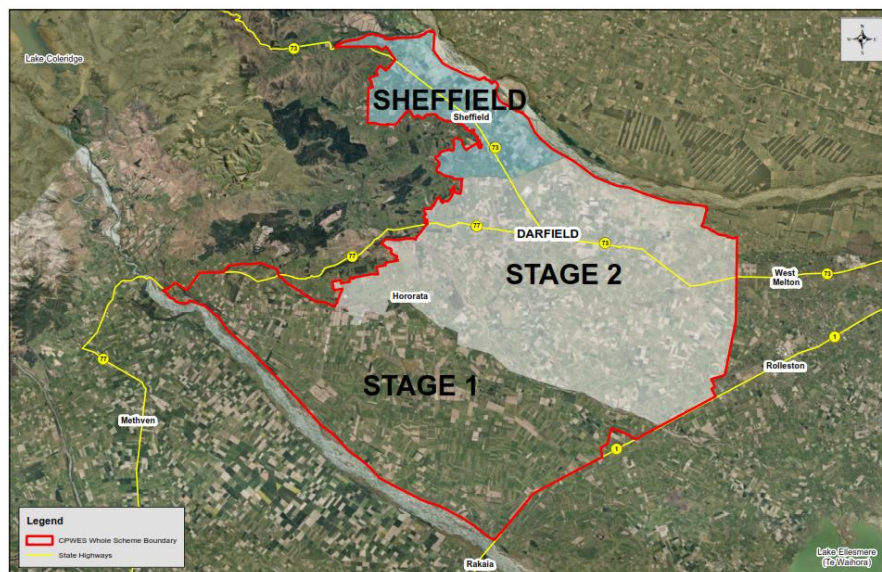 Lake Coleridge
73
N
W E
S
SHEFFIELD
Sheffield
73
77
DARFIELD
73
77
STAGE 2
West
Melton
73
Hororata
1
77
STAGE 1
Rolleston
Methven
1
Legend
CPWES Whole Scheme Boundary
State Highways
Rakaia
Lake Ellesmere
(Te Waihora)